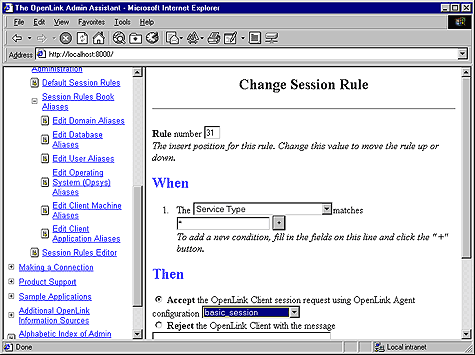 The OpenLink Admin Assistant - Microsoft Internet Explorer
File Edit View Favorites Tools Help
Address http://localhost:8000/
Administration
Default Session Rules
Session Rules Book
Aliases
Edit Domain Aliases
Edit Database
Aliases
Edit User Aliases
Edit Operating
System (Opsys)
Aliases
Edit Client Machine
Aliases
Edit Client
Application Aliases
Session Rules Editor
Making a Connection
Product Support
Sample Applications
Additional OpenLink
Information Sources
Alphabetic Index of Admin
Change Session Rule
Rule number 31
The insert position for this rule. Change this value to move the rule up or
down.
When
1. The Service Type matches
* +
To add a new condition, fill in the fields on this line and click the "+"
button.
Then
Accept the OpenLink Client session request using OpenLink Agent
configuration basic_session
Reject the OpenLink Client with the message
Done Local intranet